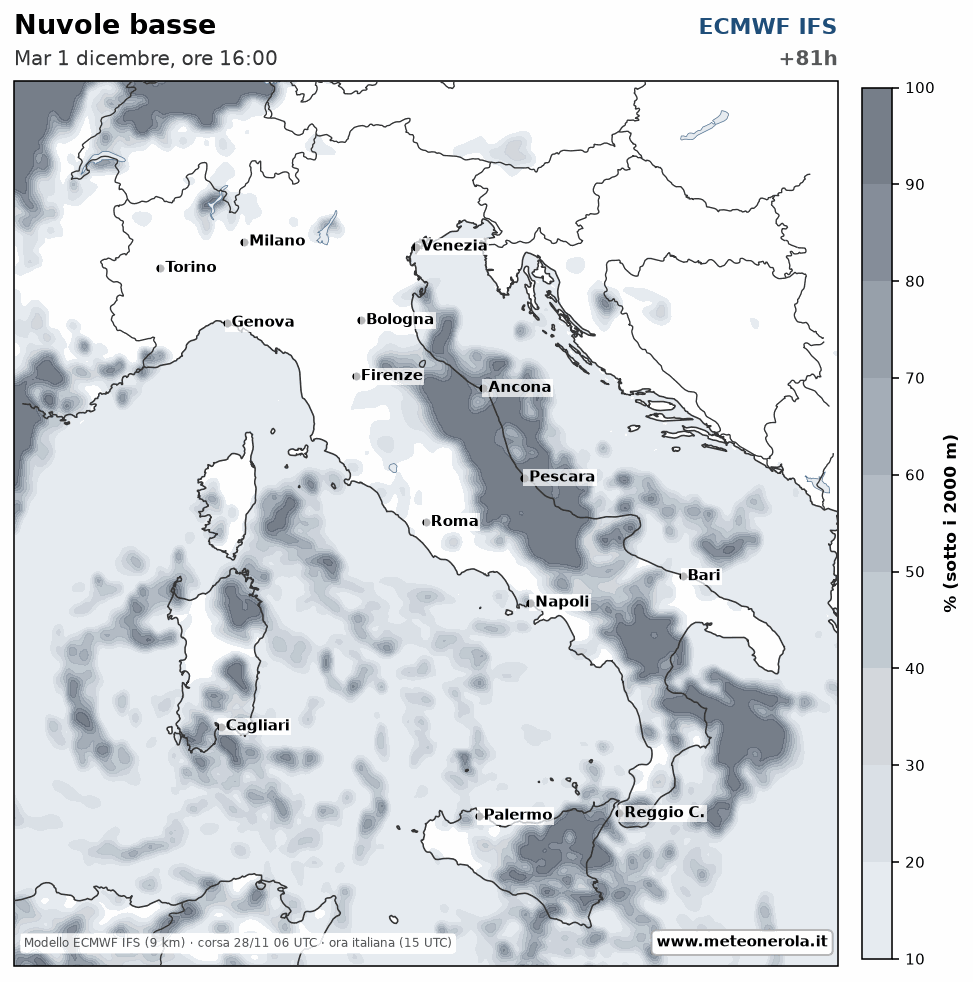 Nuvole basse
ECMWF IFS
Mar 1 dicembre, ore 16:00
+81h
Milano
Venezia
Torino
Genova
Bologna
Firenze
Ancona
Pescara
Roma
Bari
Napoli
Cagliari
Palermo
Reggio C.
100
90
80
70
60
50
40
30
20
10
% (sotto i 2000 m)
Modello ECMWF IFS (9 km) · corsa 28/11 06 UTC · ora italiana (15 UTC)
www.meteonerola.it